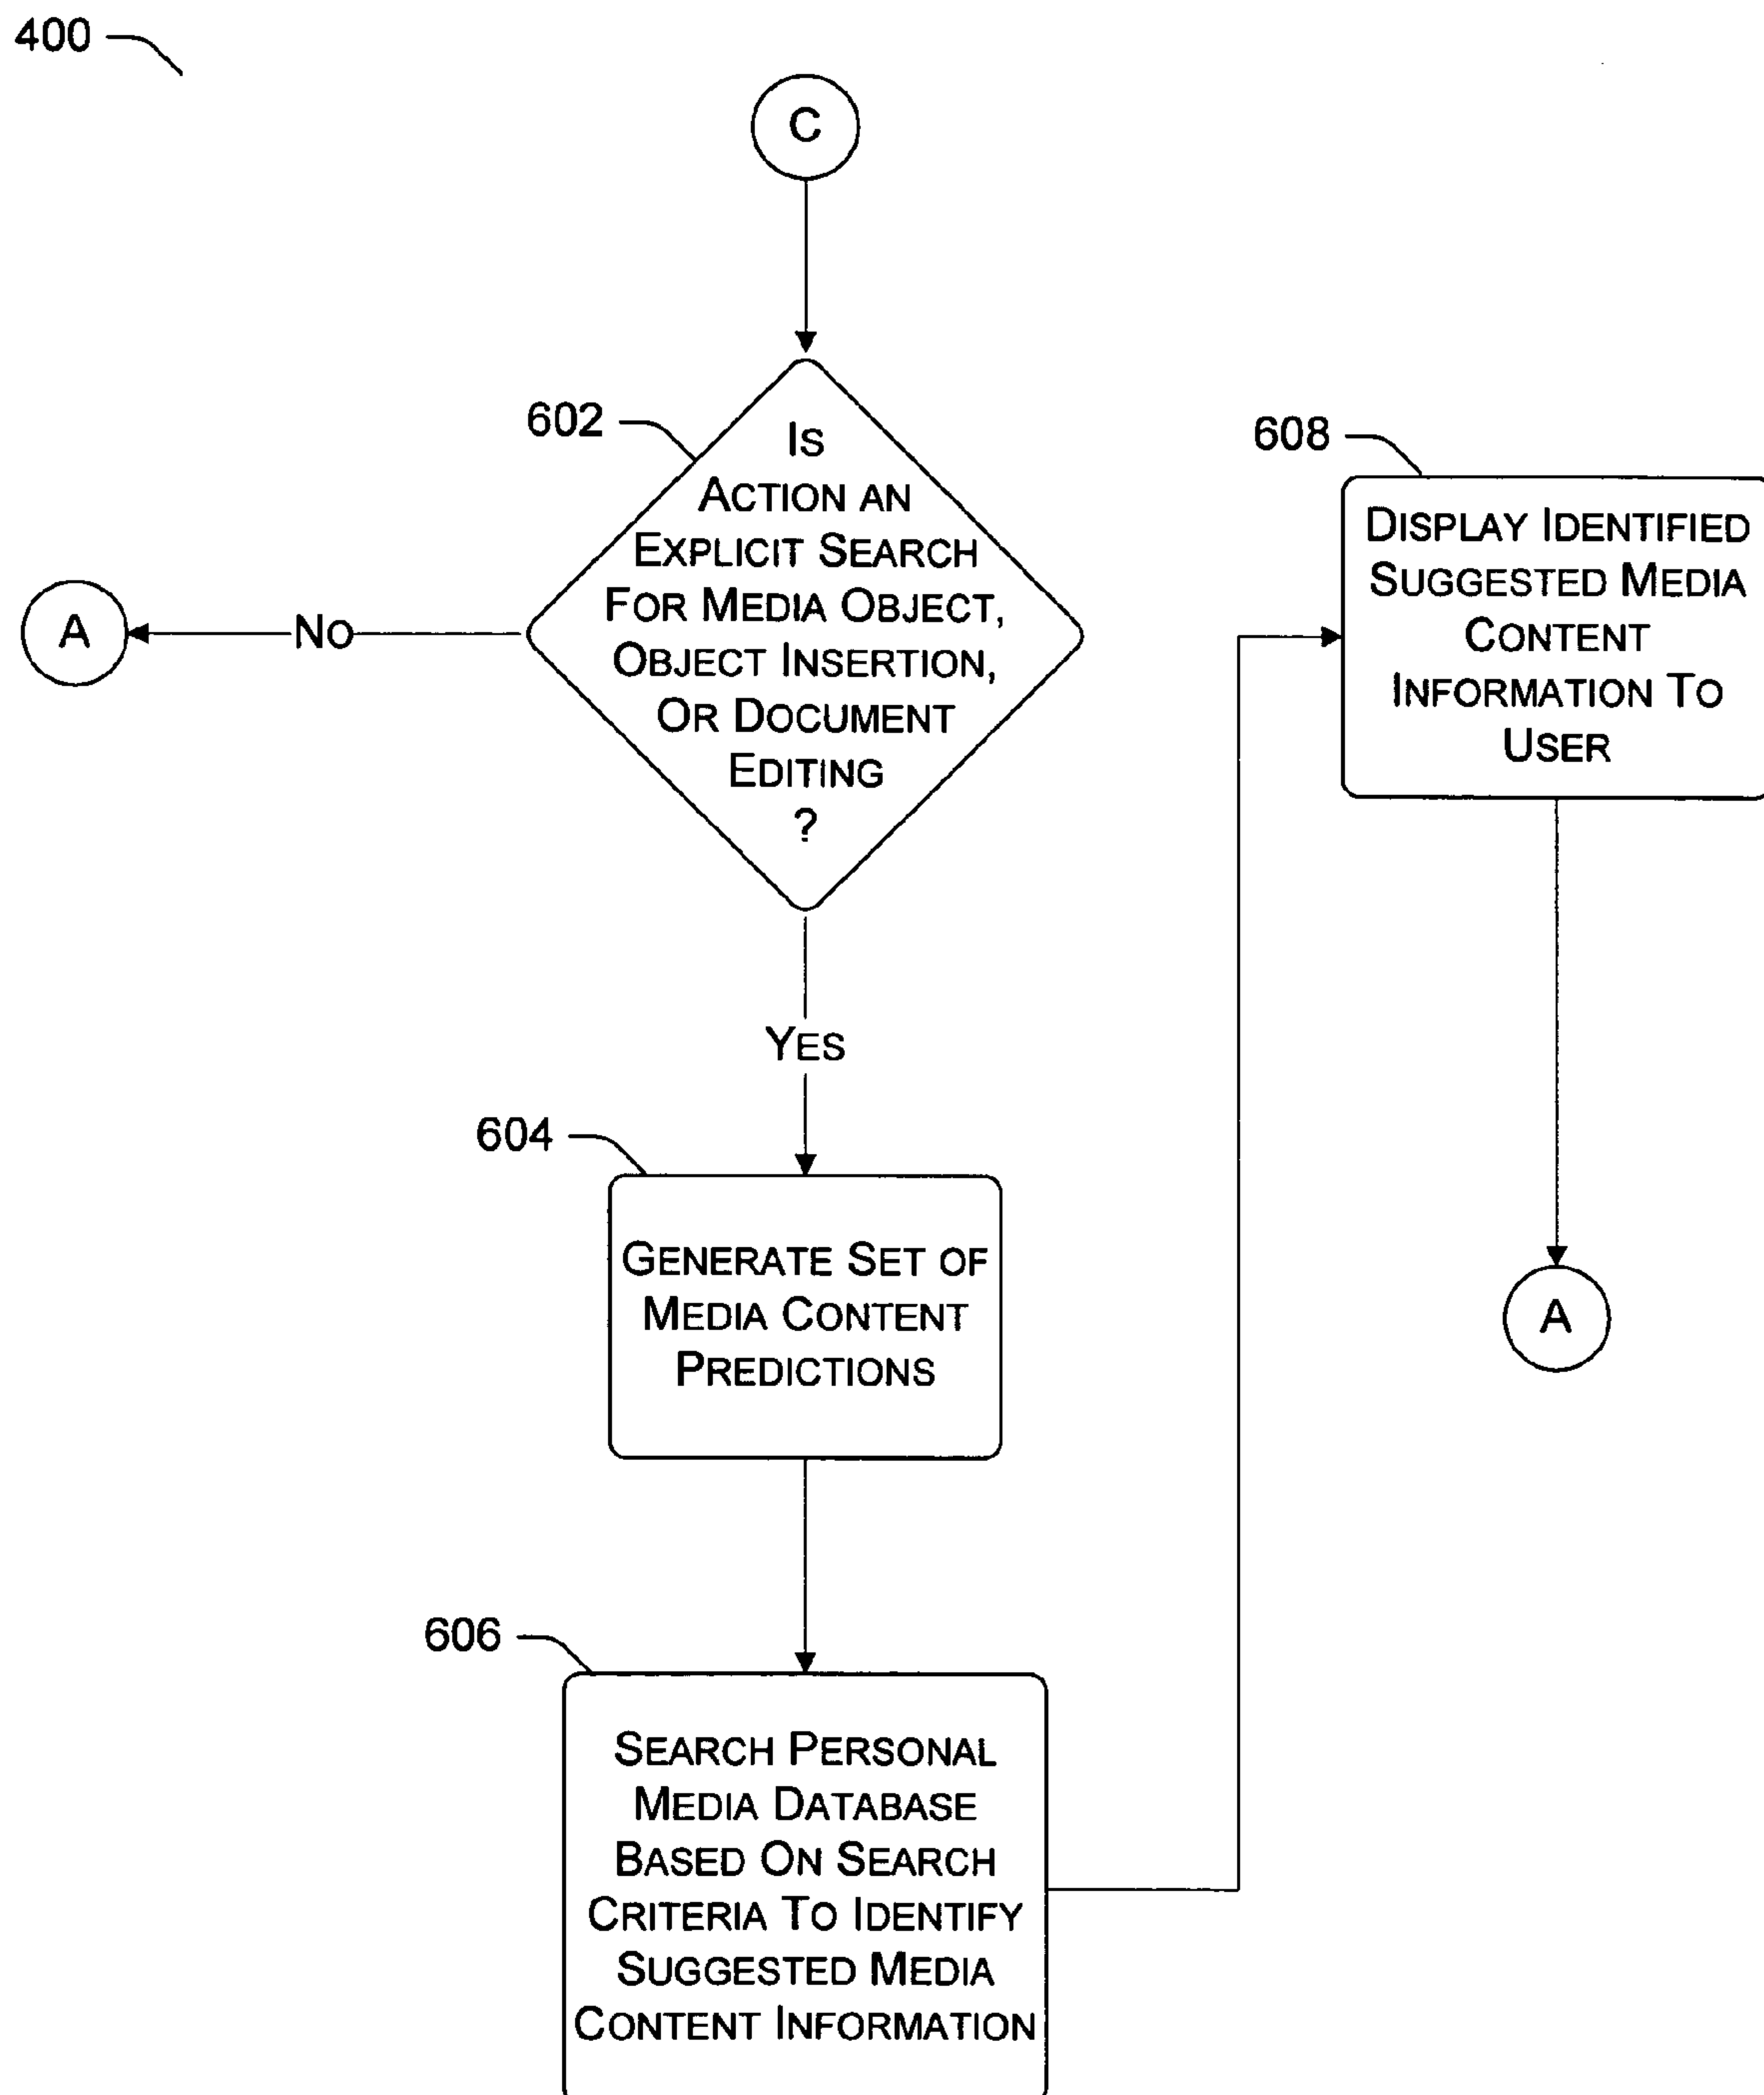 400
C
602
Is
Action an
Explicit Search
For Media Object,
Object Insertion,
Or Document
Editing
?
A
No
Yes
604
Generate Set of
Media Content
Predictions
606
Search Personal
Media Database
Based On Search
Criteria To Identify
Suggested Media
Content Information
608
Display Identified
Suggested Media
Content
Information To
User
A